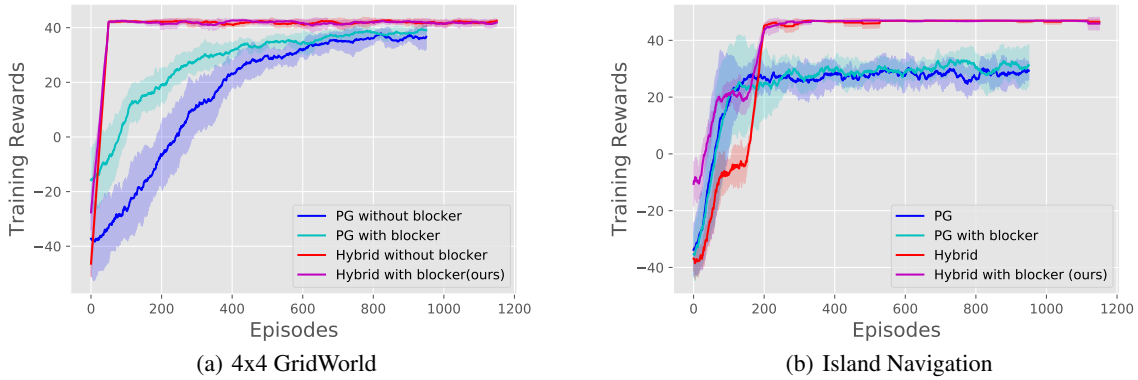 40
20
0
−20
−40
Training Rewards
PG without blocker
PG with blocker
Hybrid without blocker
Hybrid with blocker(ours)
0 200 400 600 800 1000 1200
Episodes
(a) 4x4 GridWorld
40
20
0
−20
−40
Training Rewards
PG
PG with blocker
Hybrid
Hybrid with blocker (ours)
0 200 400 600 800 1000 1200
Episodes
(b) Island Navigation